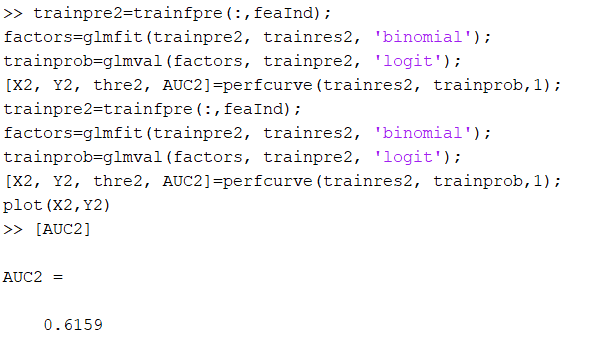 >> trainpre2=trainfpre(:,feaInd);
factors=glmfit(trainpre2, trainres2, 'binomial');
trainprob=glmval(factors, trainpre2, 'logit');
[X2, Y2, thre2, AUC2]=perfcurve(trainres2, trainprob,1);
trainpre2=trainfpre(:,feaInd);
factors=glmfit(trainpre2, trainres2, 'binomial');
trainprob=glmval(factors, trainpre2, 'logit');
[X2, Y2, thre2, AUC2]=perfcurve(trainres2, trainprob,1);
plot(X2,Y2)
>> [AUC2]
AUC2 =
0.6159